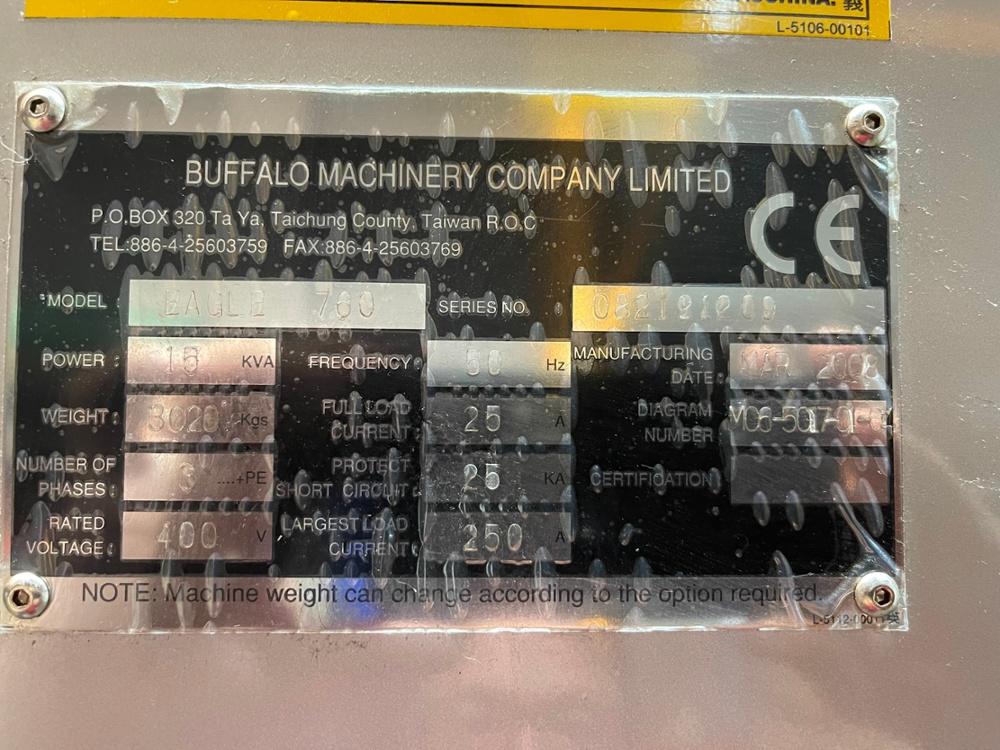 L-5106-00101
BUFFALO MACHINERY COMPANY LIMITED
P.O.BOX 320 Ta Ya, Taichung County, Taiwan R.O.C
TEL:886-4-25603759 FAX:886-4-25603769
CE
MODEL : EAGLE 760 SERIES NO.
POWER : 15 KVA FREQUENCY : 50 Hz MANUFACTURING DATE : MAR. 2008
WEIGHT : 3020 Kgs FULL LOAD CURRENT : 25 A DIAGRAM NUMBER :
NUMBER OF PHASES : 3 ....+PE PROTECT SHORT CIRCUIT : 25 KA CERTIFICATION :
RATED VOLTAGE : 400 V LARGEST LOAD CURRENT : 250 A
NOTE: Machine weight can change according to the option required.